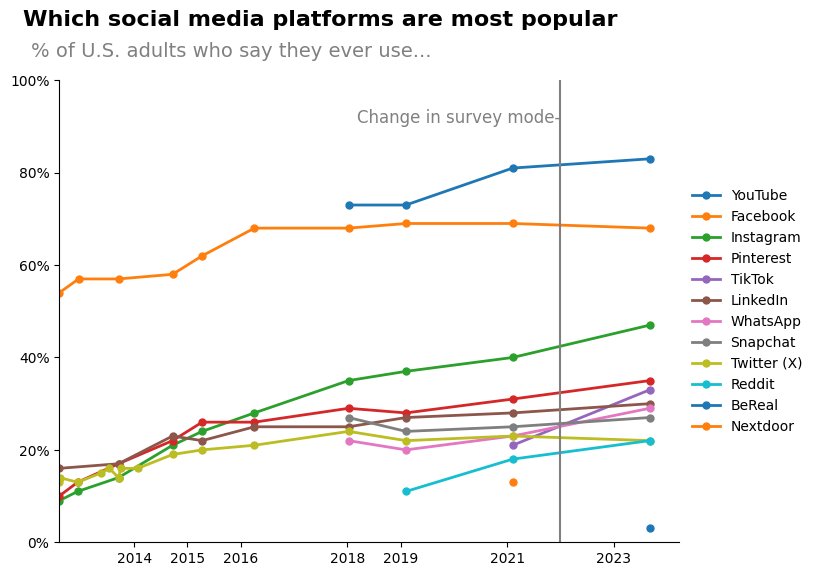 Which social media platforms are most popular
% of U.S. adults who say they ever use...
Change in survey mode-
100%
80%
60%
40%
20%
0%
2014 2015 2016 2018 2019 2021 2023
YouTube
Facebook
Instagram
Pinterest
TikTok
LinkedIn
WhatsApp
Snapchat
Twitter (X)
Reddit
BeReal
Nextdoor